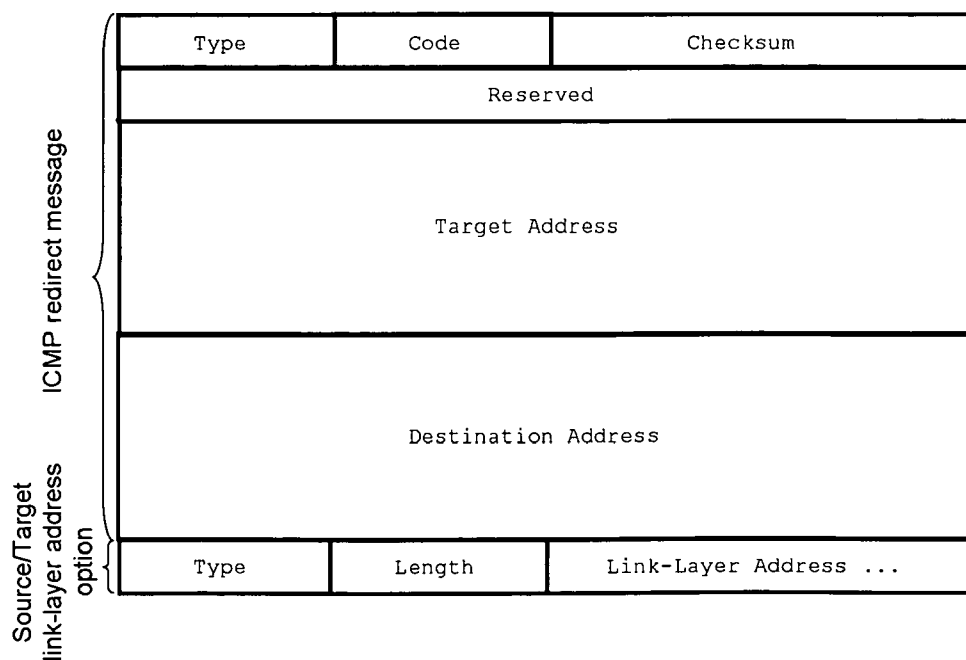 Type Code Checksum
Reserved
Target Address
Destination Address
Type Length Link-Layer Address ...
ICMP redirect message
Source/Target
link-layer address
option